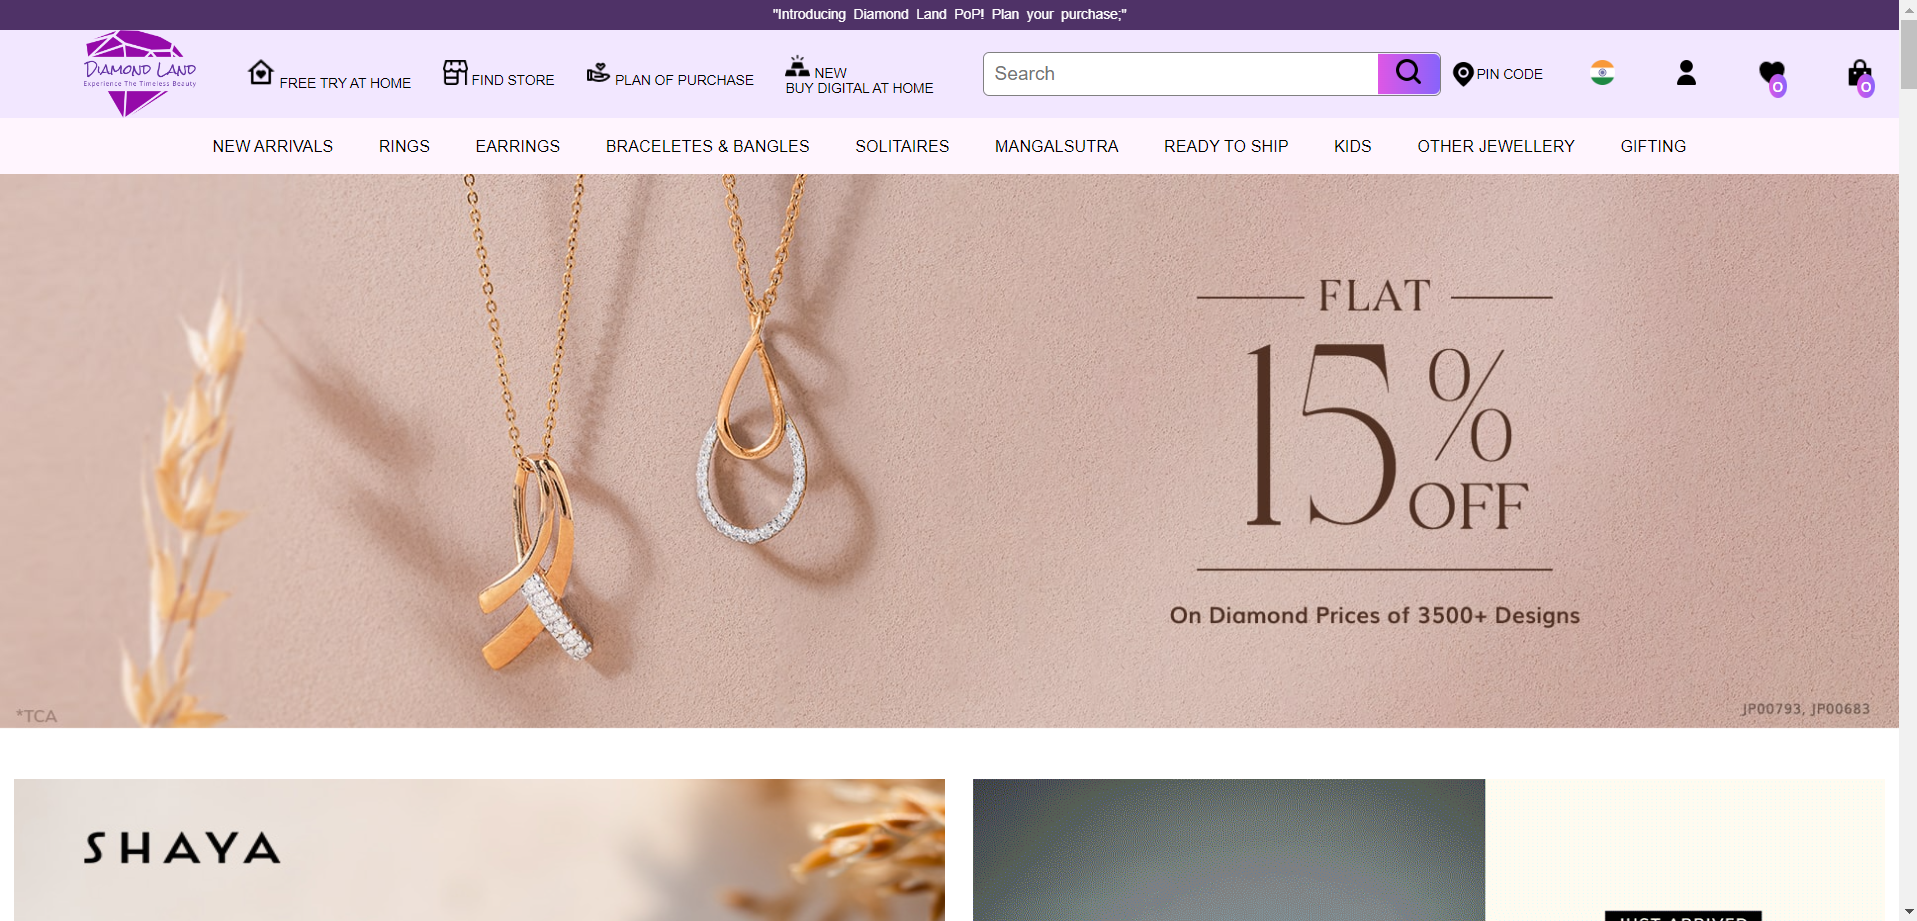 "Introducing Diamond Land PoP! Plan your purchase;"
DIAMOND LAND
Experience The Timeless Beauty
FREE TRY AT HOME
FIND STORE
PLAN OF PURCHASE
NEW
BUY DIGITAL AT HOME
Search
PIN CODE
0
0
NEW ARRIVALS
RINGS
EARRINGS
BRACELETES & BANGLES
SOLITAIRES
MANGALSUTRA
READY TO SHIP
KIDS
OTHER JEWELLERY
GIFTING
FLAT
15%
OFF
On Diamond Prices of 3500+ Designs
*TCA
JP00793, JP00683
SHAYA
JUST ARRIVED